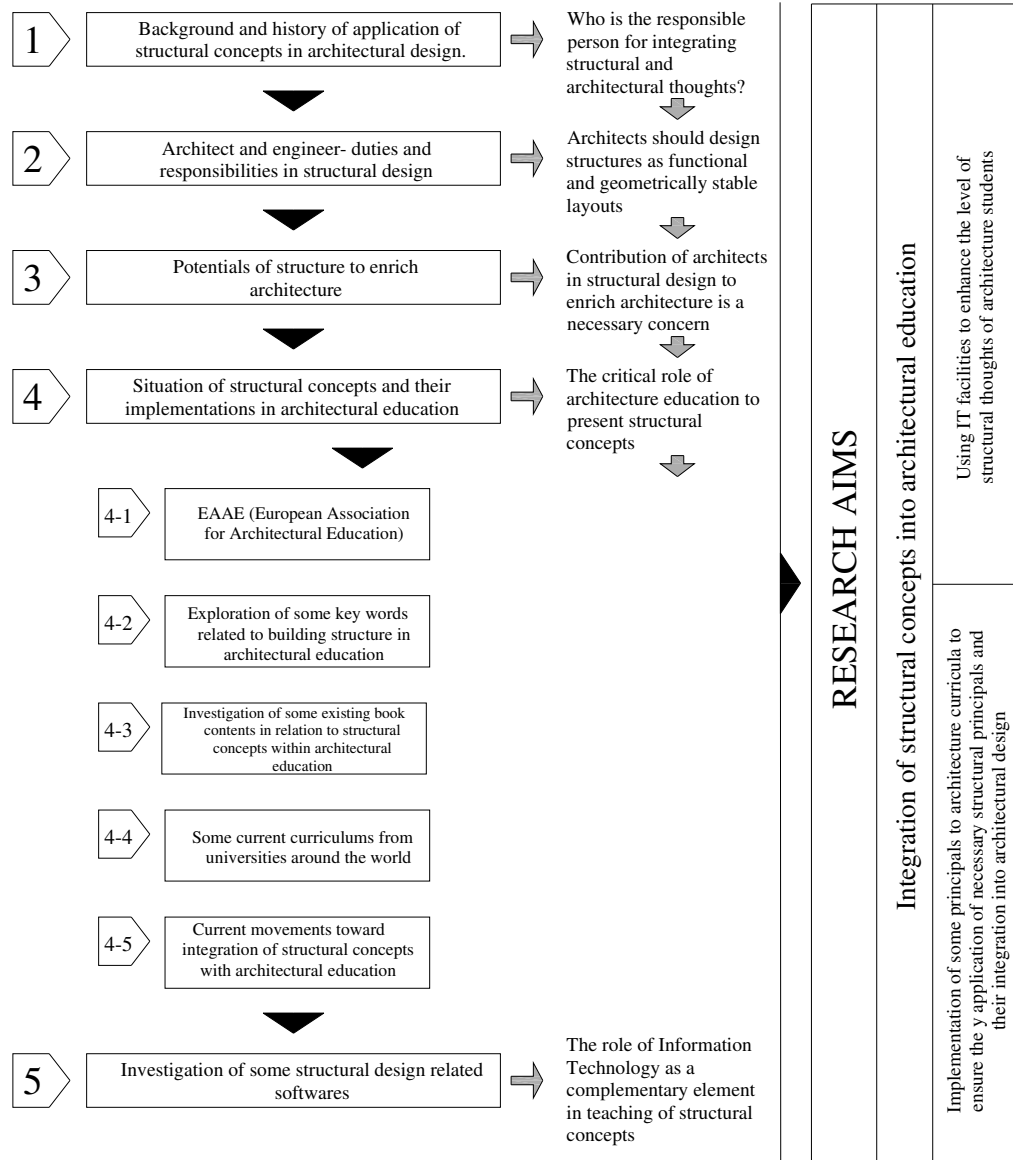 1
Background and history of application of
structural concepts in architectural design.
Who is the responsible
person for integrating
structural and
architectural thoughts?
2
Architect and engineer- duties and
responsibilities in structural design
Architects should design
structures as functional
and geometrically stable
layouts
3
Potentials of structure to enrich
architecture
Contribution of architects
in structural design to
enrich architecture is a
necessary concern
4
Situation of structural concepts and their
implementations in architectural education
The critical role of
architecture education to
present structural
concepts
4-1
EAAE (European Association
for Architectural Education)
4-2
Exploration of some key words
related to building structure in
architectural education
4-3
Investigation of some existing book
contents in relation to structural
concepts within architectural
education
4-4
Some current curriculums from
universities around the world
4-5
Current movements toward
integration of structural concepts
with architectural education
5
Investigation of some structural design related
softwares
The role of Information
Technology as a
complementary element
in teaching of structural
concepts
RESEARCH AIMS
Integration of structural concepts into architectural education
Using IT facilities to enhance the level of
structural thoughts of architecture students
Implementation of some principals to architecture curricula to
ensure the y application of necessary structural principals and
their integration into architectural design